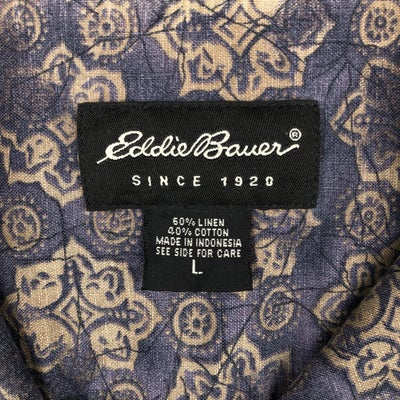 Eddie Bauer®
SINCE 1920
60% LINEN
40% COTTON
MADE IN INDONESIA
SEE SIDE FOR CARE
L